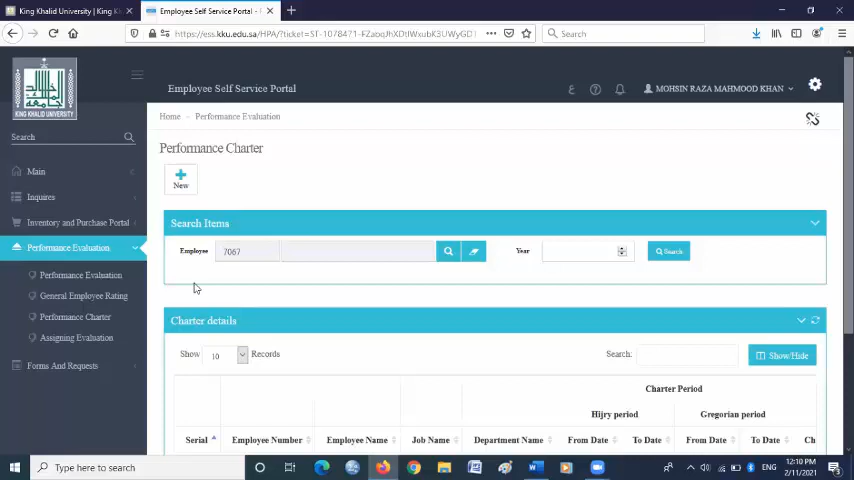 King Khalid University | King K
Employee Self Service Portal -
https://ess.kku.edu.sa/HPA/?ticket=ST-1078471-FZabqJhXDtIWxubK3UWyGDT
Search
KING KHALID UNIVERSITY
Employee Self Service Portal
ع
MOHSIN RAZA MAHMOOD KHAN
Search
Home - Performance Evaluation
Performance Charter
Main
New
Inquires
Inventory and Purchase Portal
Search Items
Performance Evaluation
Employee 7067 Year Search
Performance Evaluation
General Employee Rating
Performance Charter
Charter details
Assigning Evaluation
Show 10 Records Search: Show/Hide
Forms And Requests
Charter Period
Hijry period Gregorian period
Serial Employee Number Employee Name Job Name Department Name From Date To Date From Date To Date Ch
Type here to search
ENG
12:10 PM
2/11/2021
3